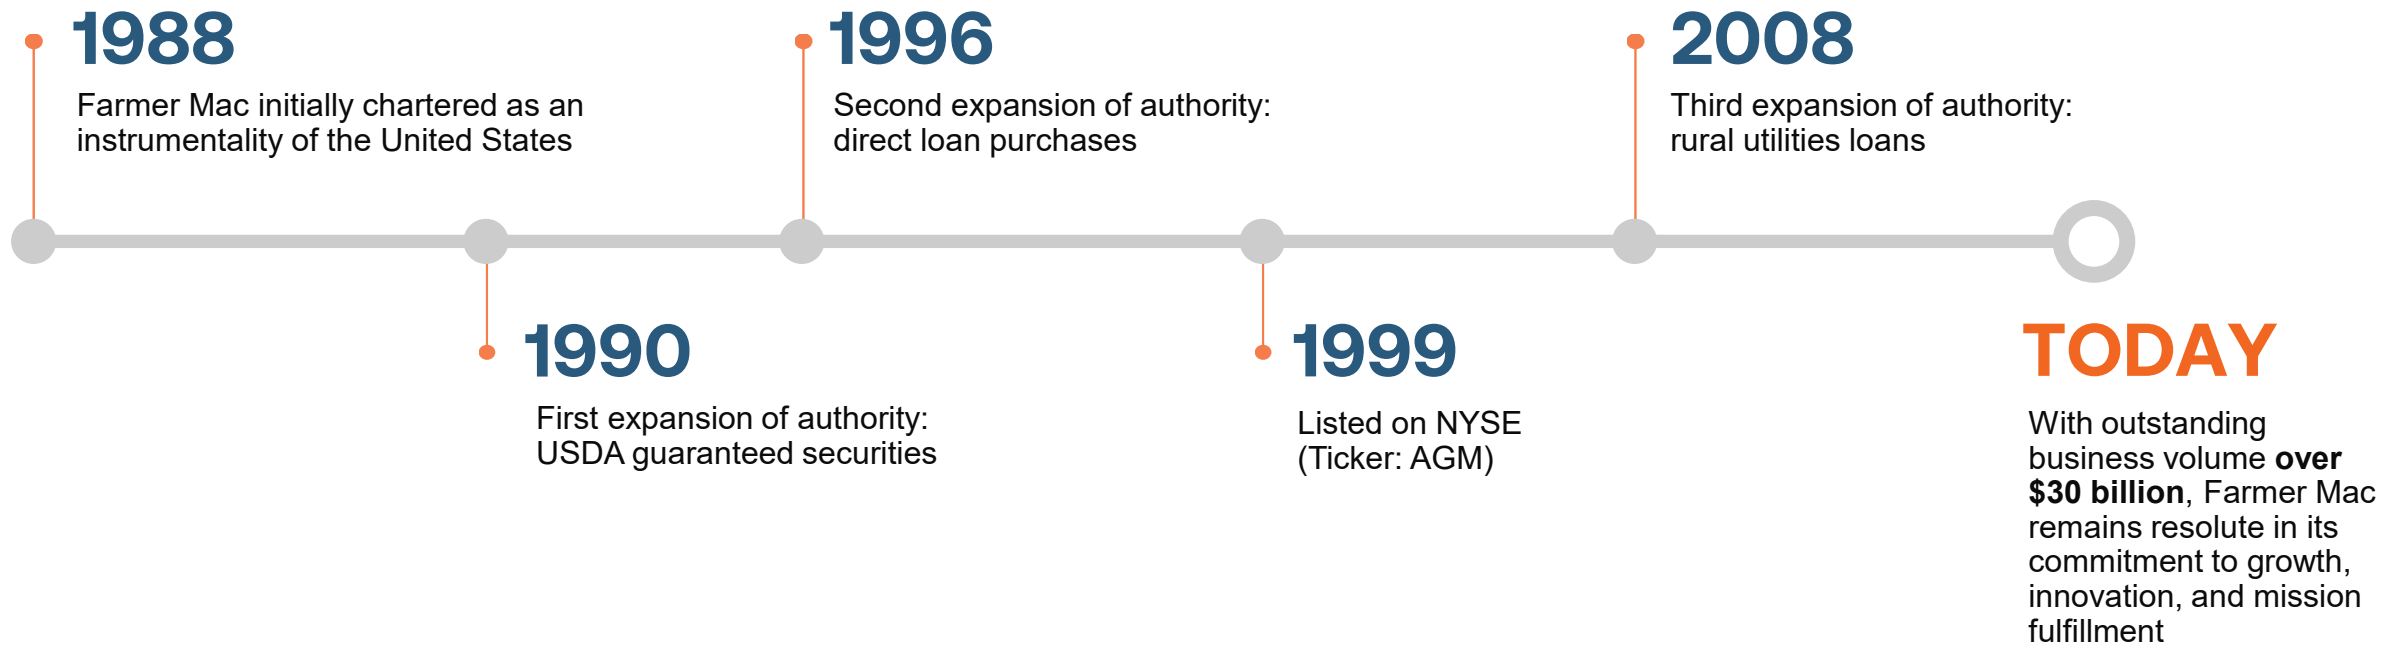 1988
Farmer Mac initially chartered as an
instrumentality of the United States
1990
First expansion of authority:
USDA guaranteed securities
1996
Second expansion of authority:
direct loan purchases
1999
Listed on NYSE
(Ticker: AGM)
2008
Third expansion of authority:
rural utilities loans
TODAY
With outstanding
business volume over
$30 billion, Farmer Mac
remains resolute in its
commitment to growth,
innovation, and mission
fulfillment